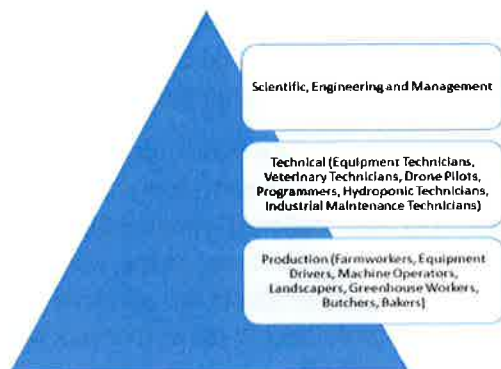 Scientific, Engineering and Management
Technical (Equipment Technicians,
Veterinary Technicians, Drone Pilots,
Programmers, Hydroponic Technicians,
Industrial Maintenance Technicians)
Production (Farmworkers, Equipment
Drivers, Machine Operators,
Landscapers, Greenhouse Workers,
Butchers, Bakers)